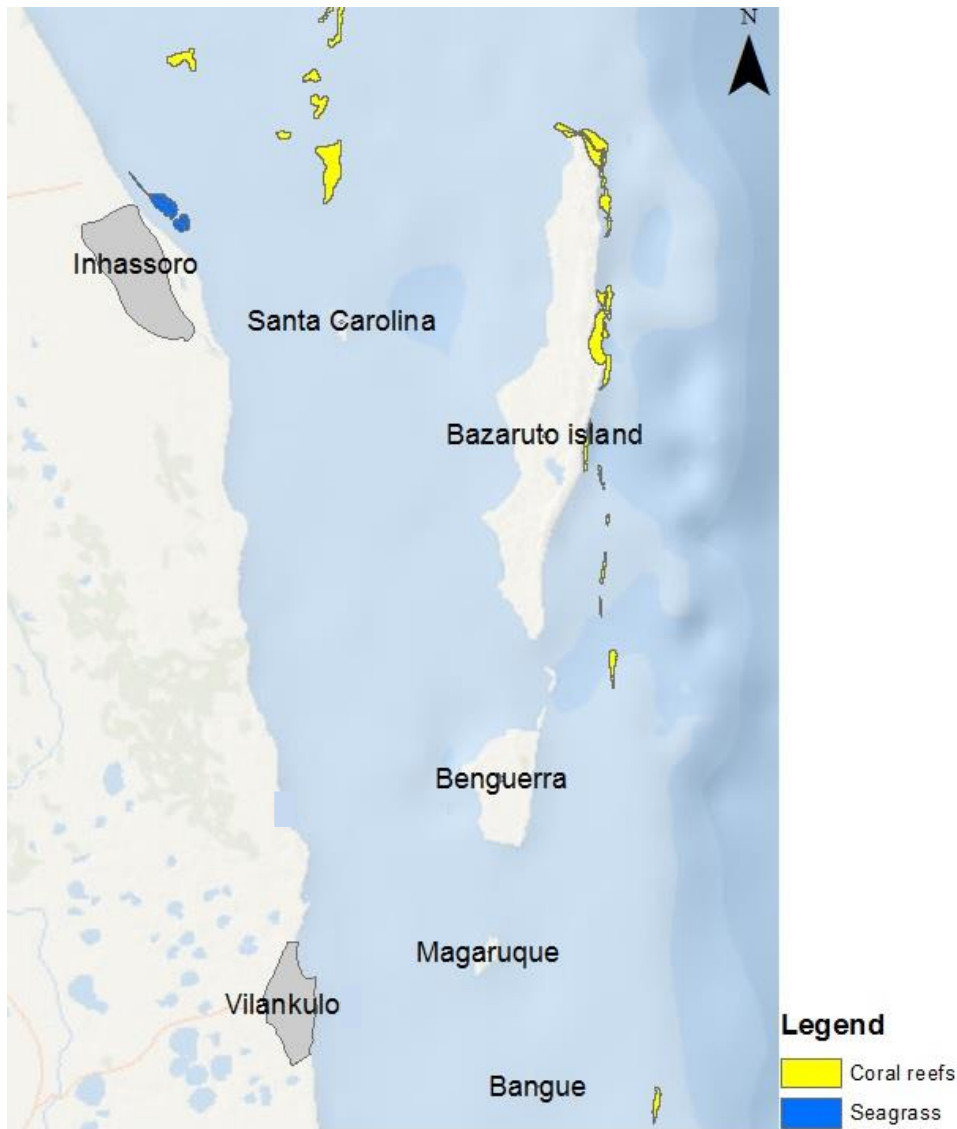 N
Inhassoro
Santa Carolina
Bazaruto island
Benguerra
Magaruque
Vilankulo
Bangue
Legend
Coral reefs
Seagrass